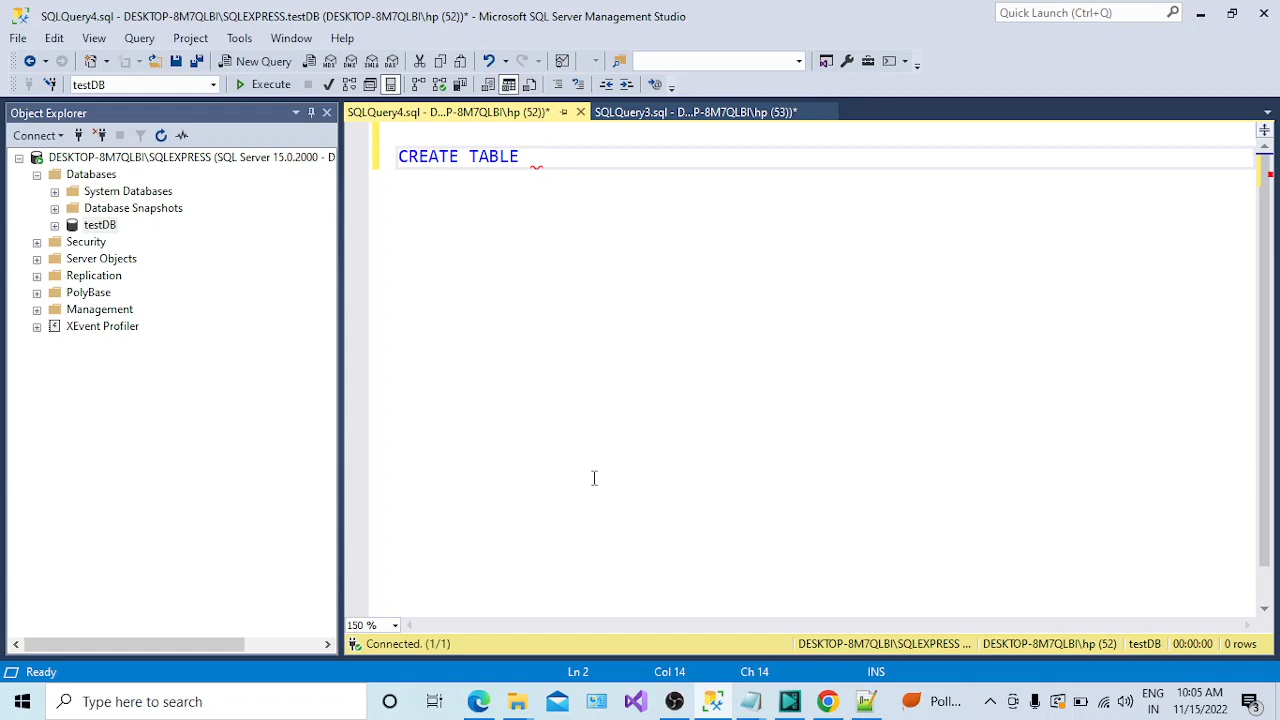 SQLQuery4.sql - DESKTOP-8M7QLBI\SQLEXPRESS.testDB (DESKTOP-8M7QLBI\hp (52))* - Microsoft SQL Server Management Studio
Quick Launch (Ctrl+Q)
File Edit View Query Project Tools Window Help
New Query
testDB
Execute
Object Explorer
SQLQuery4.sql - D...P-8M7QLBI\hp (52))*
SQLQuery3.sql - D...P-8M7QLBI\hp (53))*
Connect
DESKTOP-8M7QLBI\SQLEXPRESS (SQL Server 15.0.2000 - D
Databases
System Databases
Database Snapshots
testDB
Security
Server Objects
Replication
PolyBase
Management
XEvent Profiler
CREATE TABLE
150 %
Connected. (1/1)
DESKTOP-8M7QLBI\SQLEXPRESS ... DESKTOP-8M7QLBI\hp (52) testDB 00:00:00 0 rows
Ready Ln 2 Col 14 Ch 14 INS
Type here to search
Poll...
ENG
IN
10:05 AM
11/15/2022
3